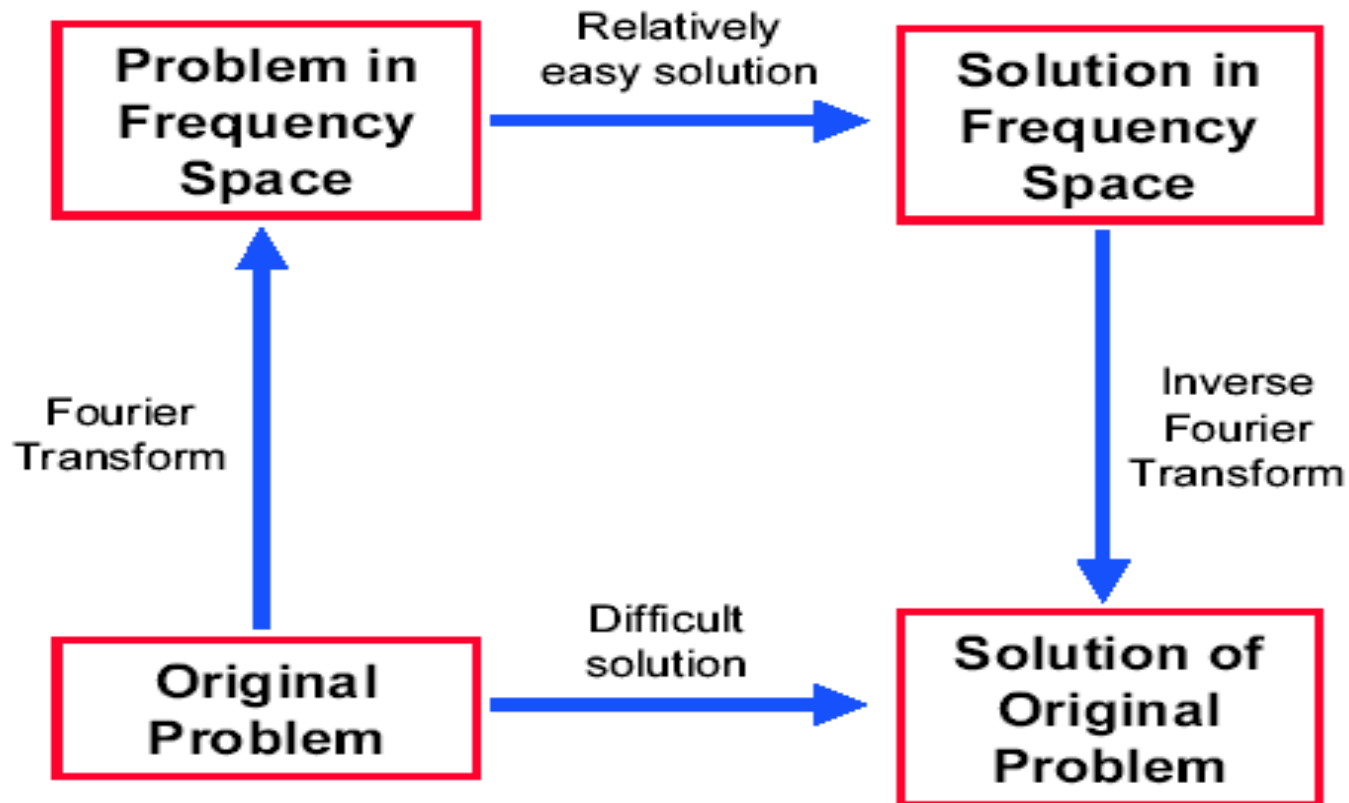 Problem in
Frequency
Space
Relatively
easy solution
Solution in
Frequency
Space
Fourier
Transform
Inverse
Fourier
Transform
Original
Problem
Difficult
solution
Solution of
Original
Problem